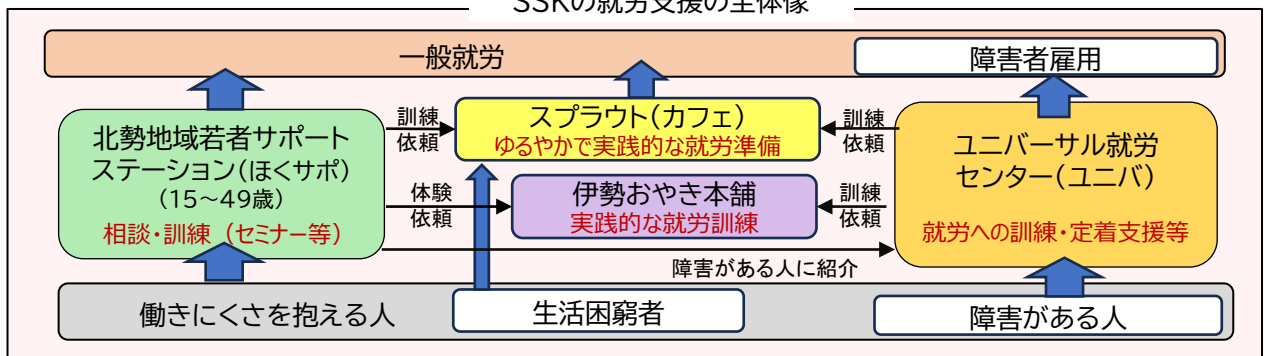 SSKの就労支援の全体像
一般就労
障害者雇用
北勢地域若者サポート
ステーション(ほくサポ)
(15~49歳)
相談・訓練 (セミナー等)
訓練
依頼
体験
依頼
スプラウト(カフェ)
ゆるやかで実践的な就労準備
伊勢おやき本舗
実践的な就労訓練
訓練
依頼
訓練
依頼
ユニバーサル就労
センター(ユニバ)
就労への訓練・定着支援等
障害がある人に紹介
働きにくさを抱える人
生活困窮者
障害がある人